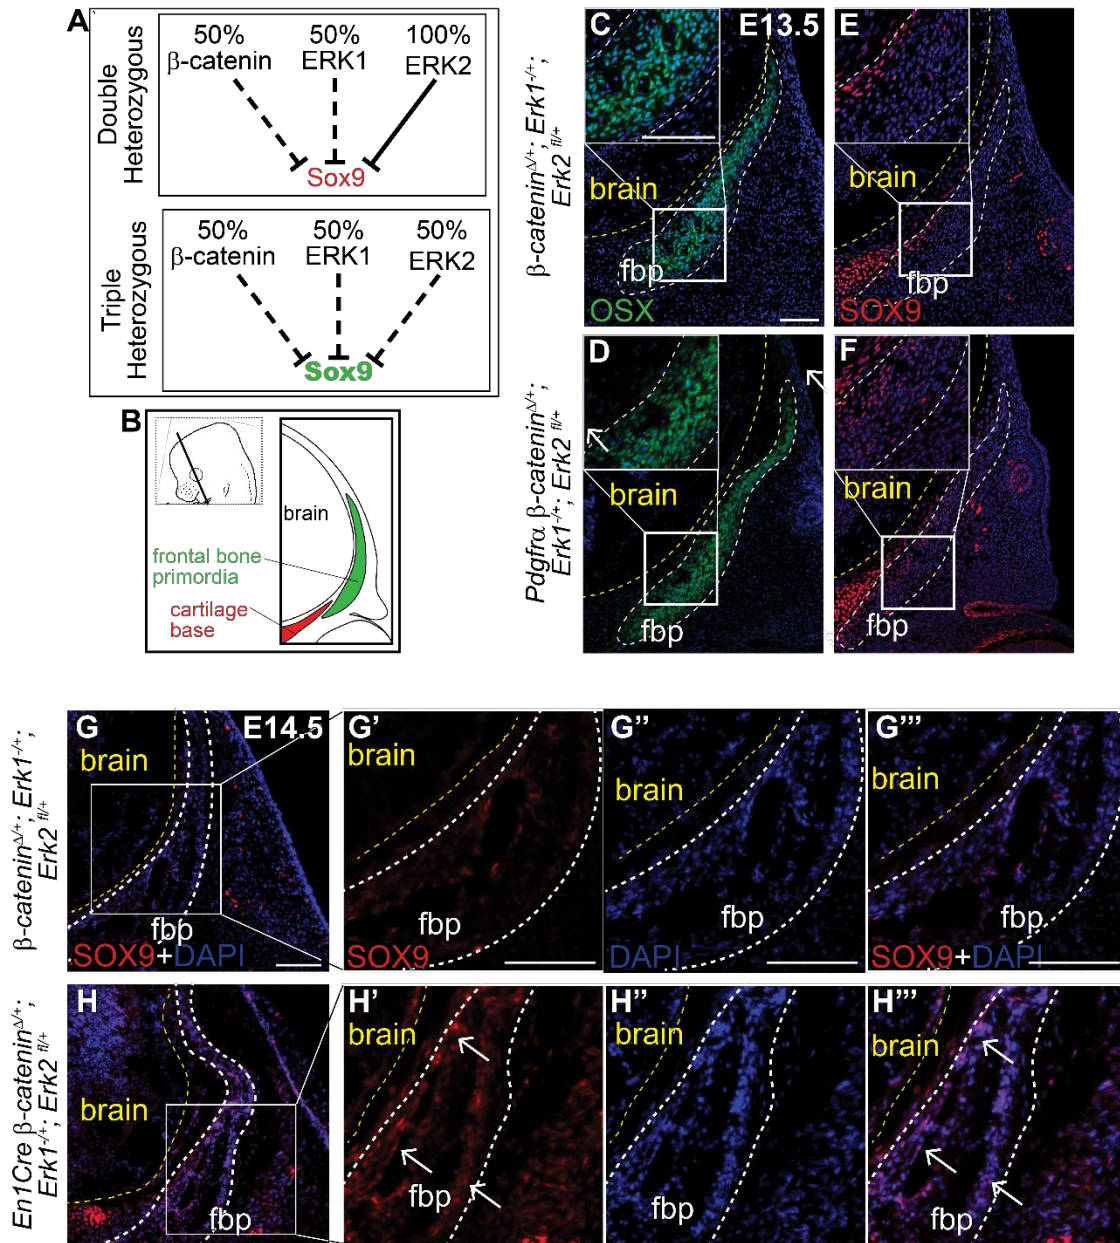 A
Double
Heterozygous
50% 50% 100%
β-catenin ERK1 ERK2
Sox9
Triple
Heterozygous
50% 50% 50%
β-catenin ERK1 ERK2
Sox9
B
brain
frontal bone
primordia
cartilage
base
β-catenin^Δ/+; Erk1^-/+;
Erk2 ^fl/+
C E13.5
brain
fbp
OSX
E
brain
fbp
SOX9
Pdgfrα β-catenin^Δ/+;
Erk1^-/+; Erk2 ^fl/+
D
brain
fbp
F
brain
fbp
β-catenin^Δ/+; Erk1^-/+;
Erk2 ^fl/+
G E14.5
brain
fbp
SOX9+DAPI
G'
brain
fbp
SOX9
G''
brain
fbp
DAPI
G'''
brain
fbp
SOX9+DAPI
En1Cre β-catenin^Δ/+;
Erk1^-/+; Erk2 ^fl/+
H
brain
fbp
H'
brain
fbp
H''
brain
fbp
H'''
brain
fbp